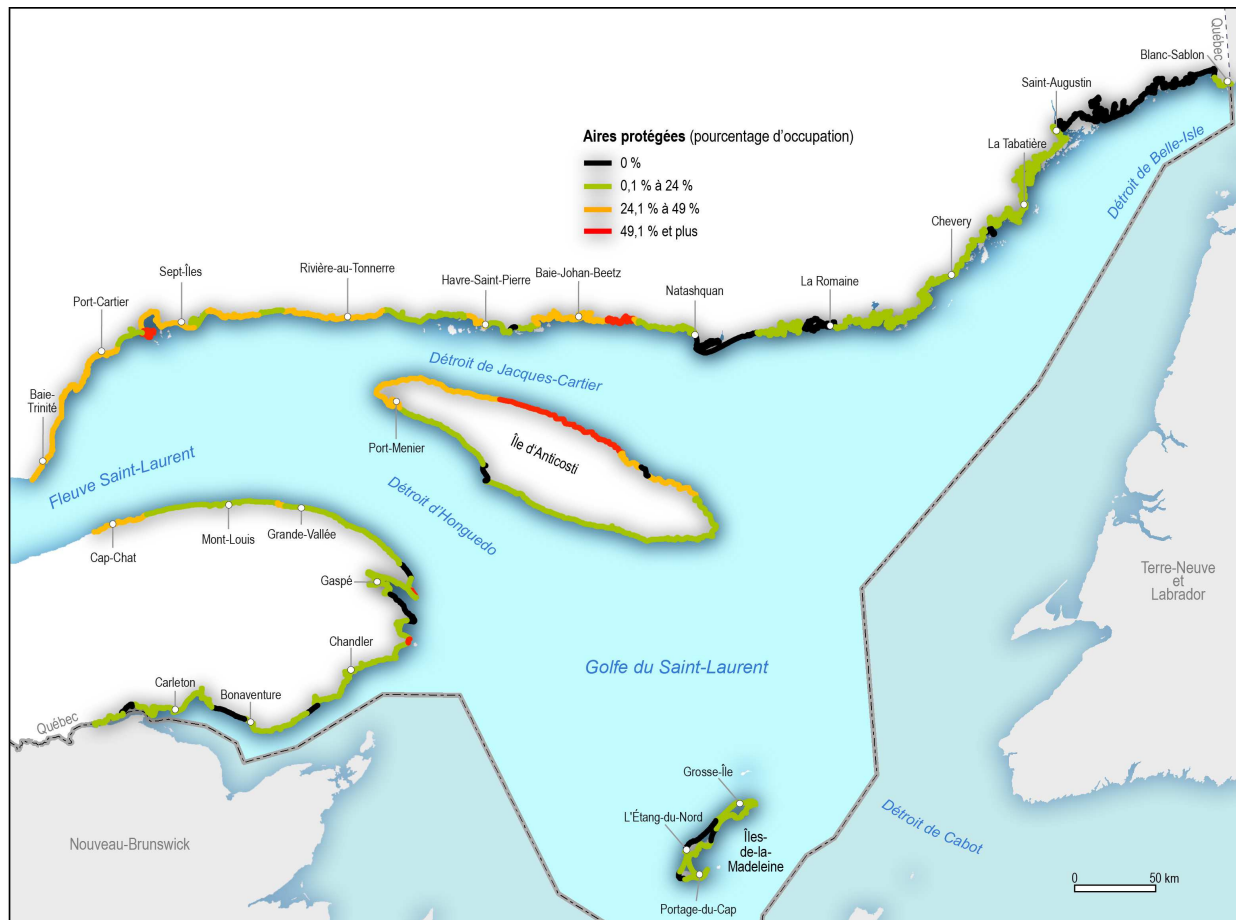 Québec
Blanc-Sablon
Saint-Augustin
La Tabatière
Détroit de Belle-Isle
Aires protégées (pourcentage d'occupation)
0 %
0,1 % à 24 %
24,1 % à 49 %
49,1 % et plus
Chevery
Sept-Îles
Rivière-au-Tonnerre
Havre-Saint-Pierre
Baie-Johan-Beetz
Natashquan
La Romaine
Port-Cartier
Détroit de Jacques-Cartier
Baie-
Trinité
Port-Menier
Île d'Anticosti
Fleuve Saint-Laurent
Détroit d'Honguedo
Cap-Chat
Mont-Louis
Grande-Vallée
Gaspé
Terre-Neuve
et
Labrador
Chandler
Golfe du Saint-Laurent
Carleton
Bonaventure
Québec
Grosse-Île
L'Étang-du-Nord
Îles-
de-la-
Madeleine
Détroit de Cabot
Nouveau-Brunswick
Portage-du-Cap
0 50 km